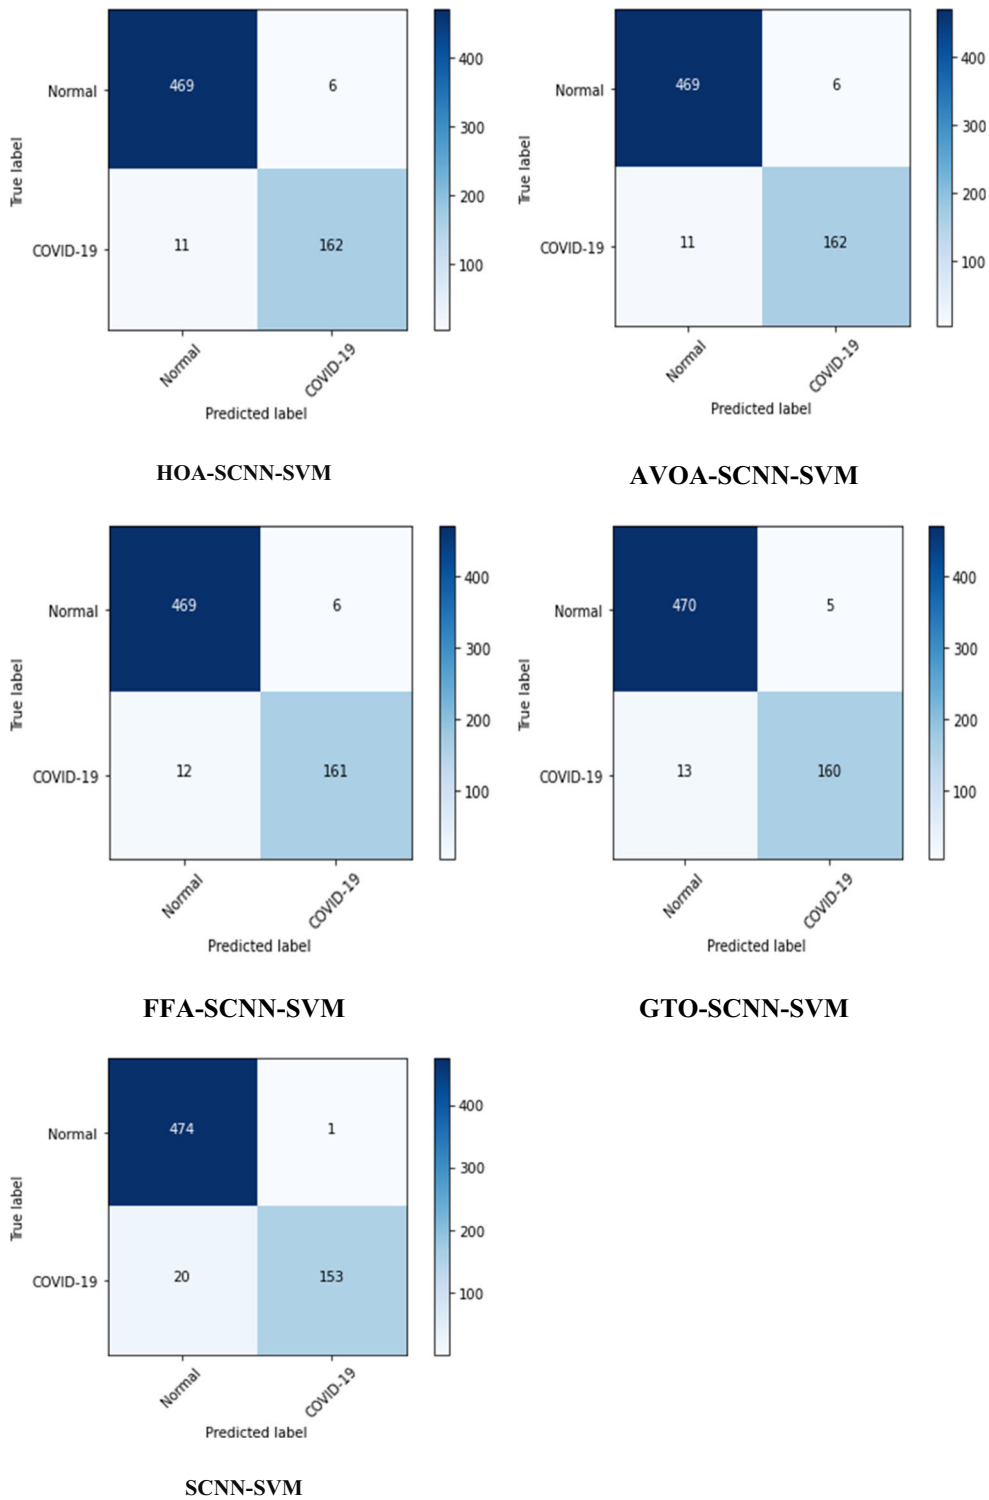 Normal
COVID-19
True label
469 6
11 162
400
300
200
100
Normal
COVID-19
Predicted label
HOA-SCNN-SVM
Normal
COVID-19
True label
469 6
11 162
400
300
200
100
Normal
COVID-19
Predicted label
AVOA-SCNN-SVM
Normal
COVID-19
True label
469 6
12 161
400
300
200
100
Normal
COVID-19
Predicted label
FFA-SCNN-SVM
Normal
COVID-19
True label
470 5
13 160
400
300
200
100
Normal
COVID-19
Predicted label
GTO-SCNN-SVM
Normal
COVID-19
True label
474 1
20 153
400
300
200
100
Normal
COVID-19
Predicted label
SCNN-SVM